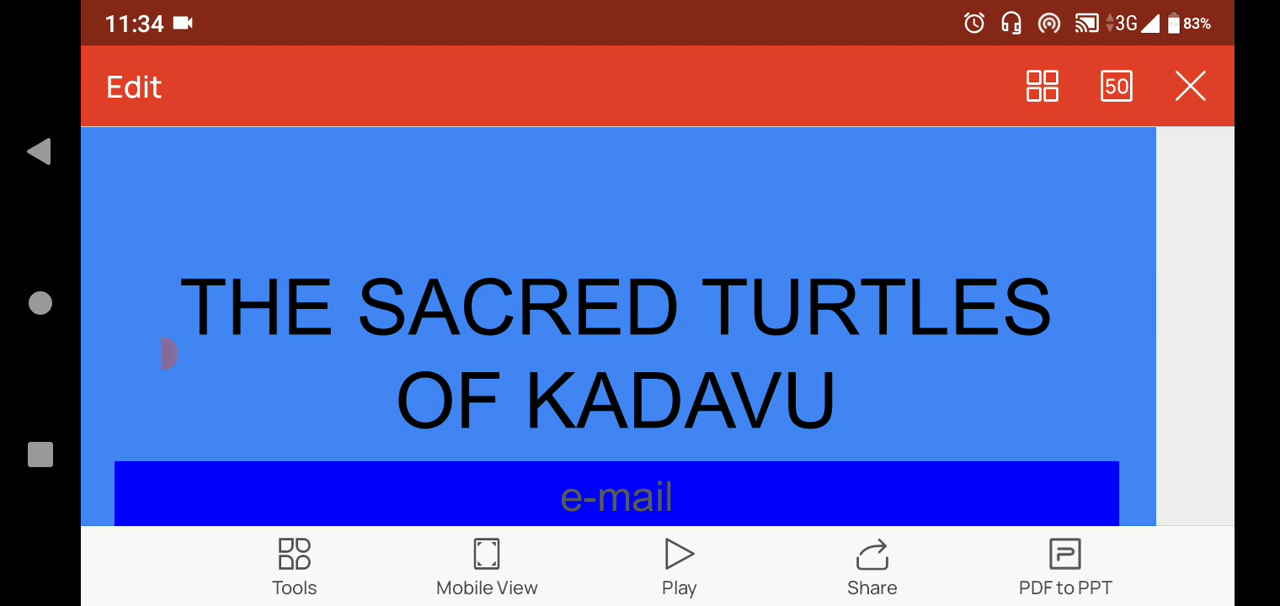 11:34 3G 83%
Edit 50
THE SACRED TURTLES
OF KADAVU
e-mail
Tools Mobile View Play Share PDF to PPT